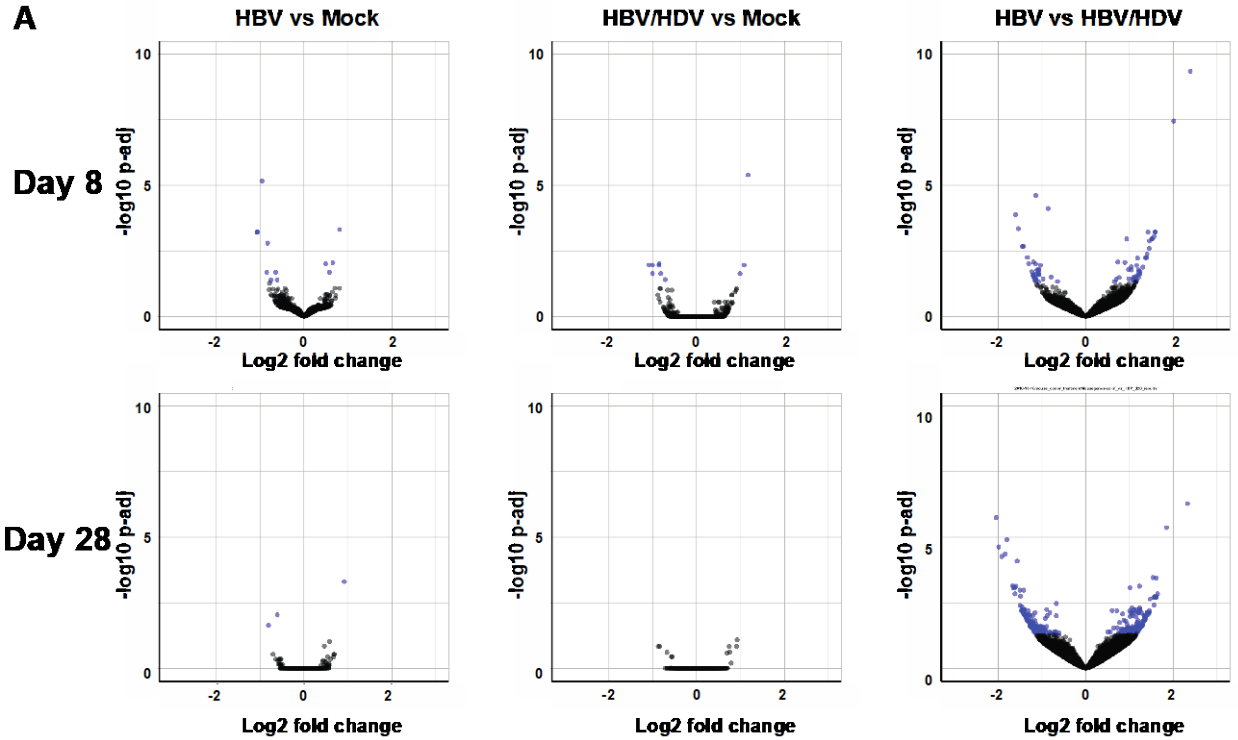 A
HBV vs Mock
HBV/HDV vs Mock
HBV vs HBV/HDV
Day 8
-log10 p-adj
10
5
0
-2
0
2
Log2 fold change
-log10 p-adj
10
5
0
-2
0
2
Log2 fold change
-log10 p-adj
10
5
0
-2
0
2
Log2 fold change
Day 28
-log10 p-adj
10
5
0
-2
0
2
Log2 fold change
-log10 p-adj
10
5
0
-2
0
2
Log2 fold change
-log10 p-adj
10
5
0
-2
0
2
Log2 fold change